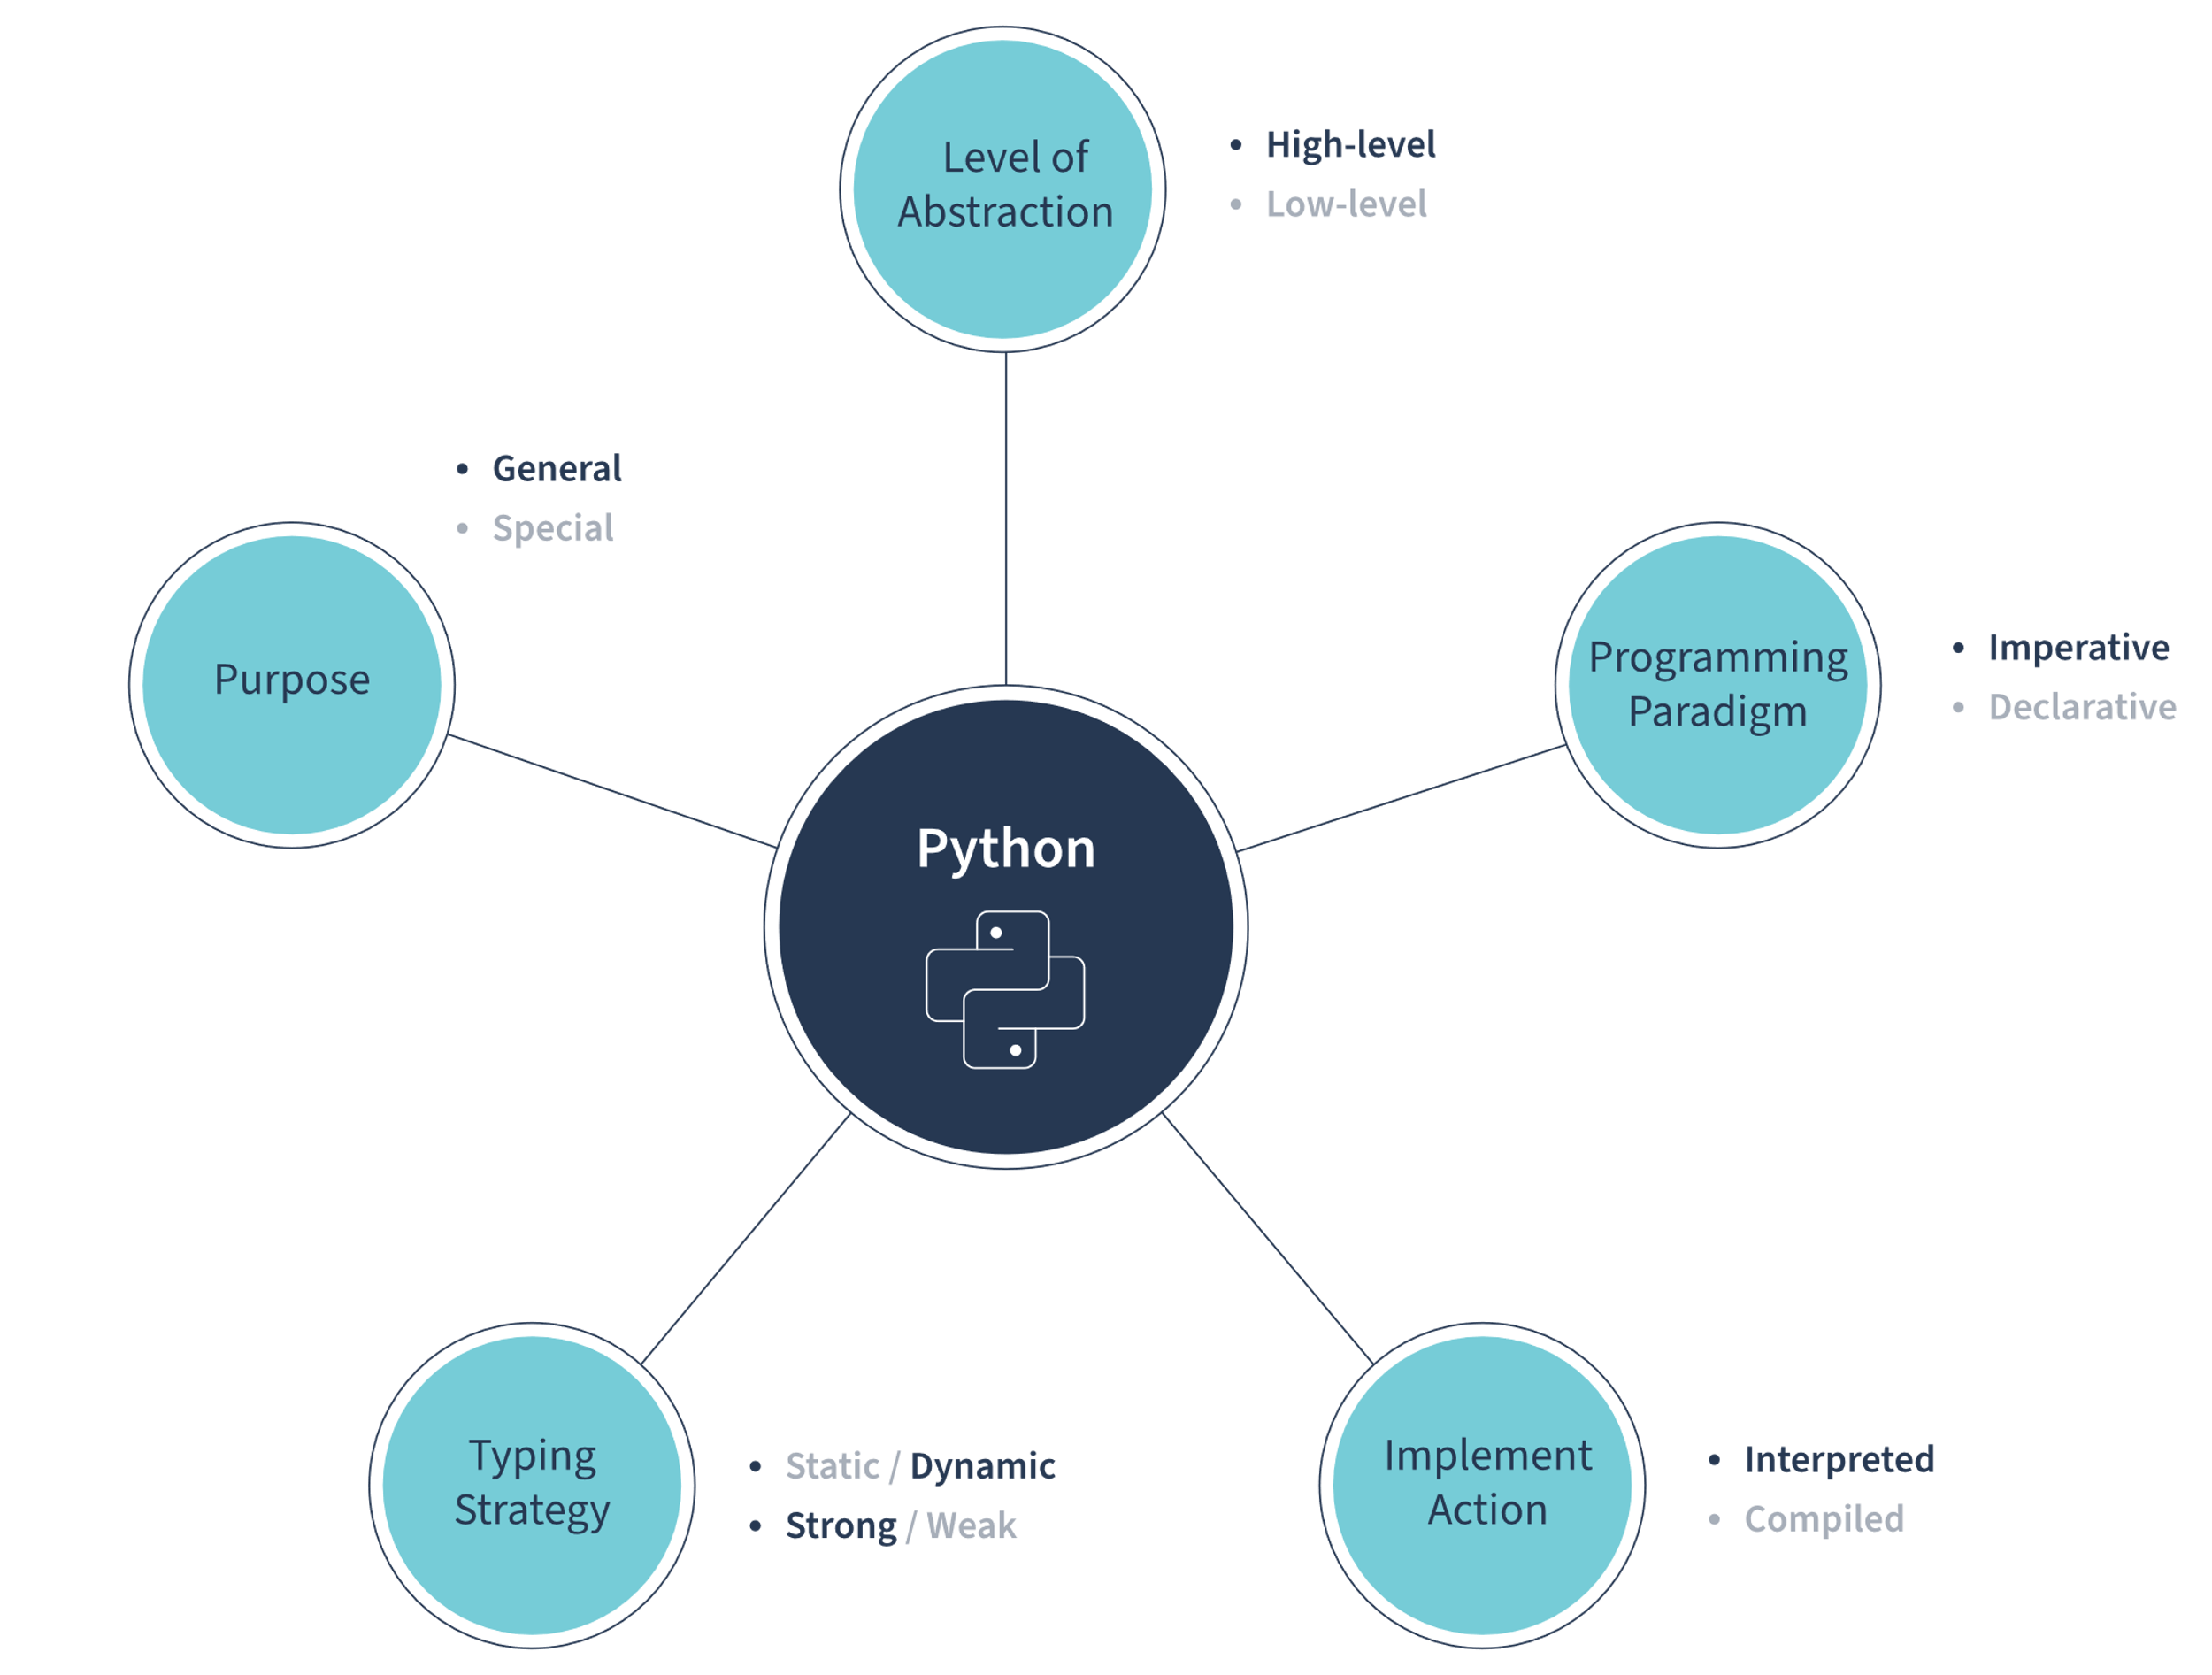 Level of
Abstraction
• High-level
• Low-level
• General
• Special
Purpose
Programming
Paradigm
• Imperative
• Declarative
Python
Typing
Strategy
• Static / Dynamic
• Strong / Weak
Implement
Action
• Interpreted
• Compiled